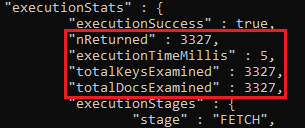 "executionStats" : {
"executionSuccess" : true,
"nReturned" : 3327,
"executionTimeMillis" : 5,
"totalKeysExamined" : 3327,
"totalDocsExamined" : 3327,
"executionStages" : {
"stage" : "FETCH",